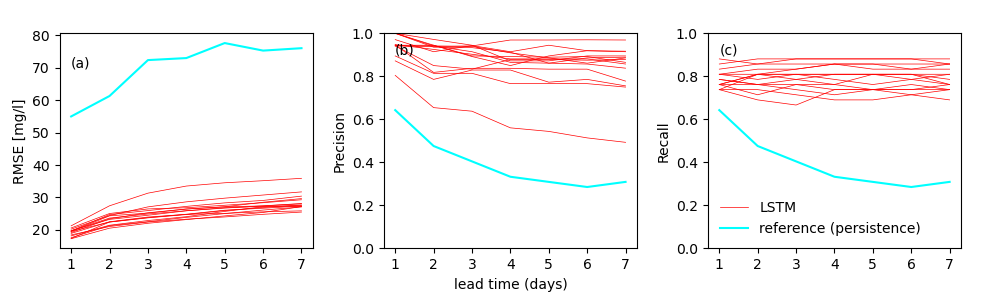 (a)
RMSE [mg/l]
80
70
60
50
40
30
20
1 2 3 4 5 6 7
(b)
Precision
1.0
0.8
0.6
0.4
0.2
0.0
1 2 3 4 5 6 7
lead time (days)
(c)
Recall
1.0
0.8
0.6
0.4
0.2
0.0
1 2 3 4 5 6 7
LSTM
reference (persistence)